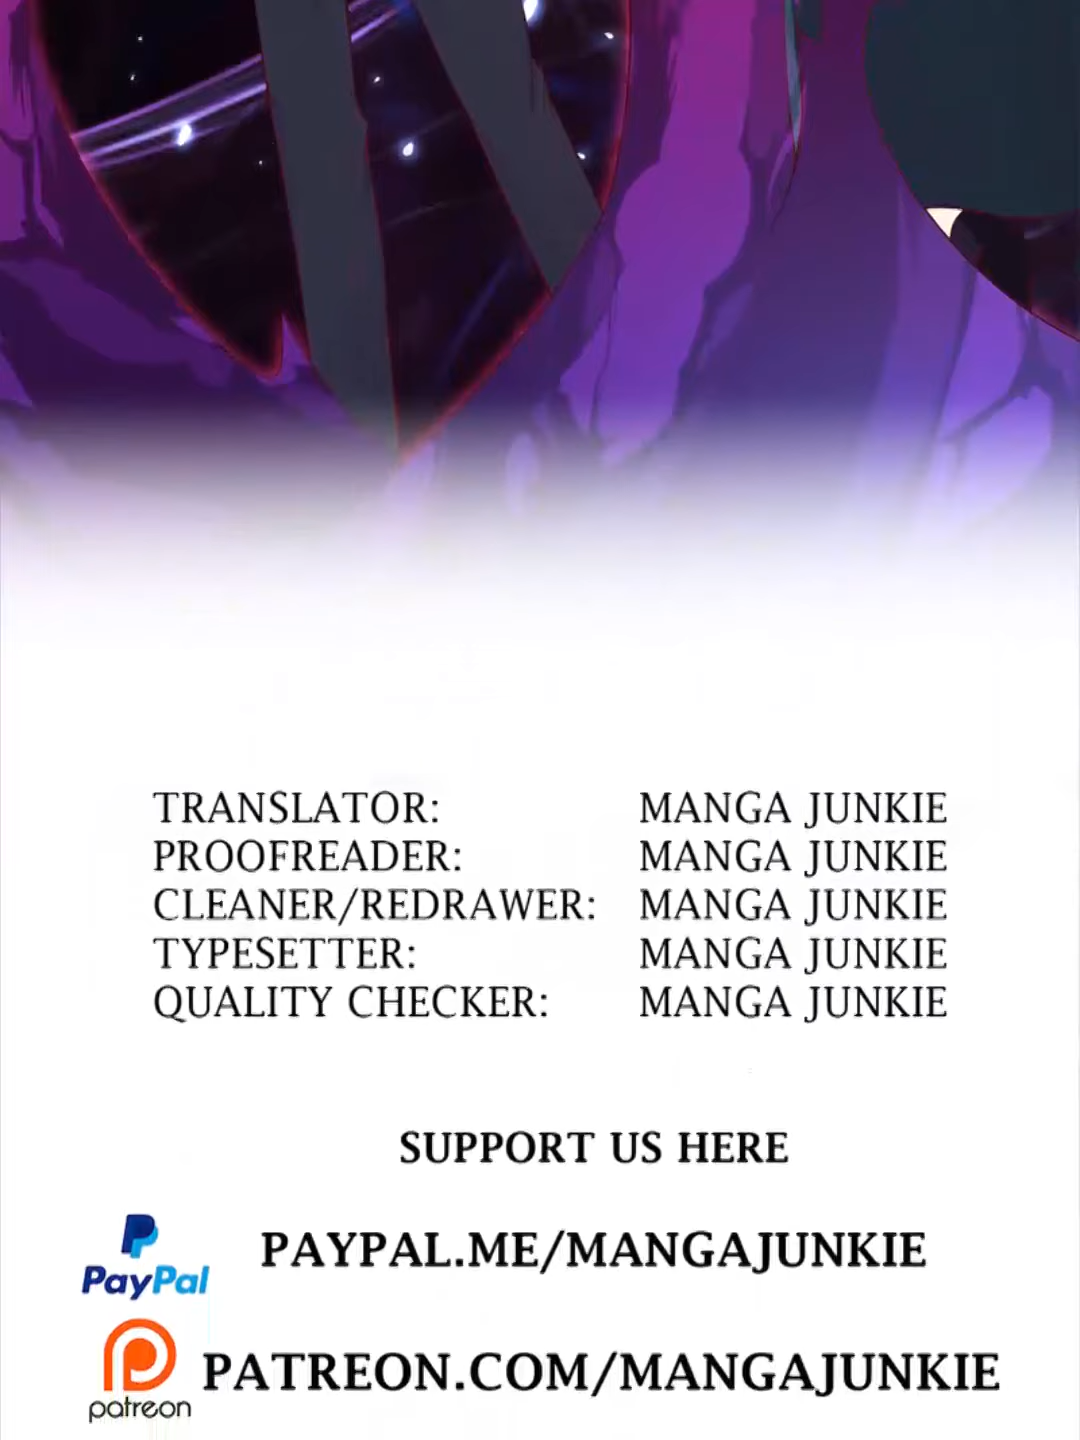 TRANSLATOR: MANGA JUNKIE
PROOFREADER: MANGA JUNKIE
CLEANER/REDRAWER: MANGA JUNKIE
TYPESETTER: MANGA JUNKIE
QUALITY CHECKER: MANGA JUNKIE
SUPPORT US HERE
PayPal PAYPAL.ME/MANGAJUNKIE
patreon PATREON.COM/MANGAJUNKIE